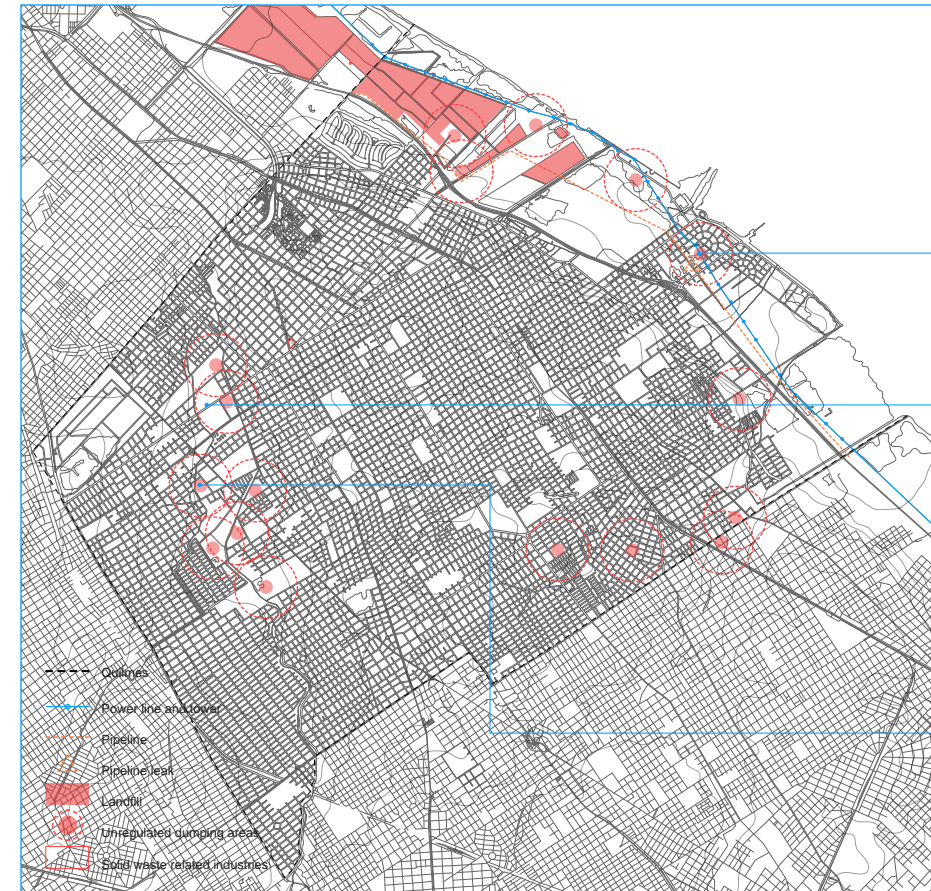 Quilmes
Power line and tower
Pipeline
Pipeline leak
Landfill
Unregulated dumping areas
Solid waste related industries